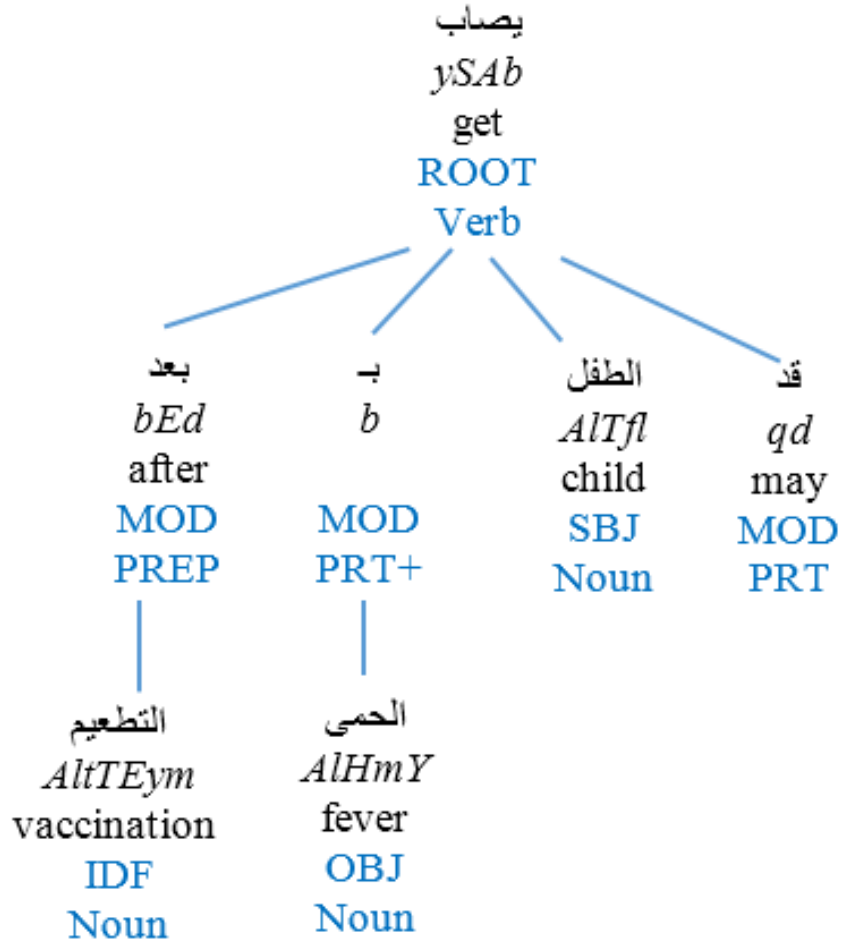 يصاب
ySAb
get
ROOT
Verb
بعد
bEd
after
MOD
PREP
بـ
b
MOD
PRT+
الطفل
AlTfl
child
SBJ
Noun
قد
qd
may
MOD
PRT
التطعيم
AltTEym
vaccination
IDF
Noun
الحمى
AlHmY
fever
OBJ
Noun